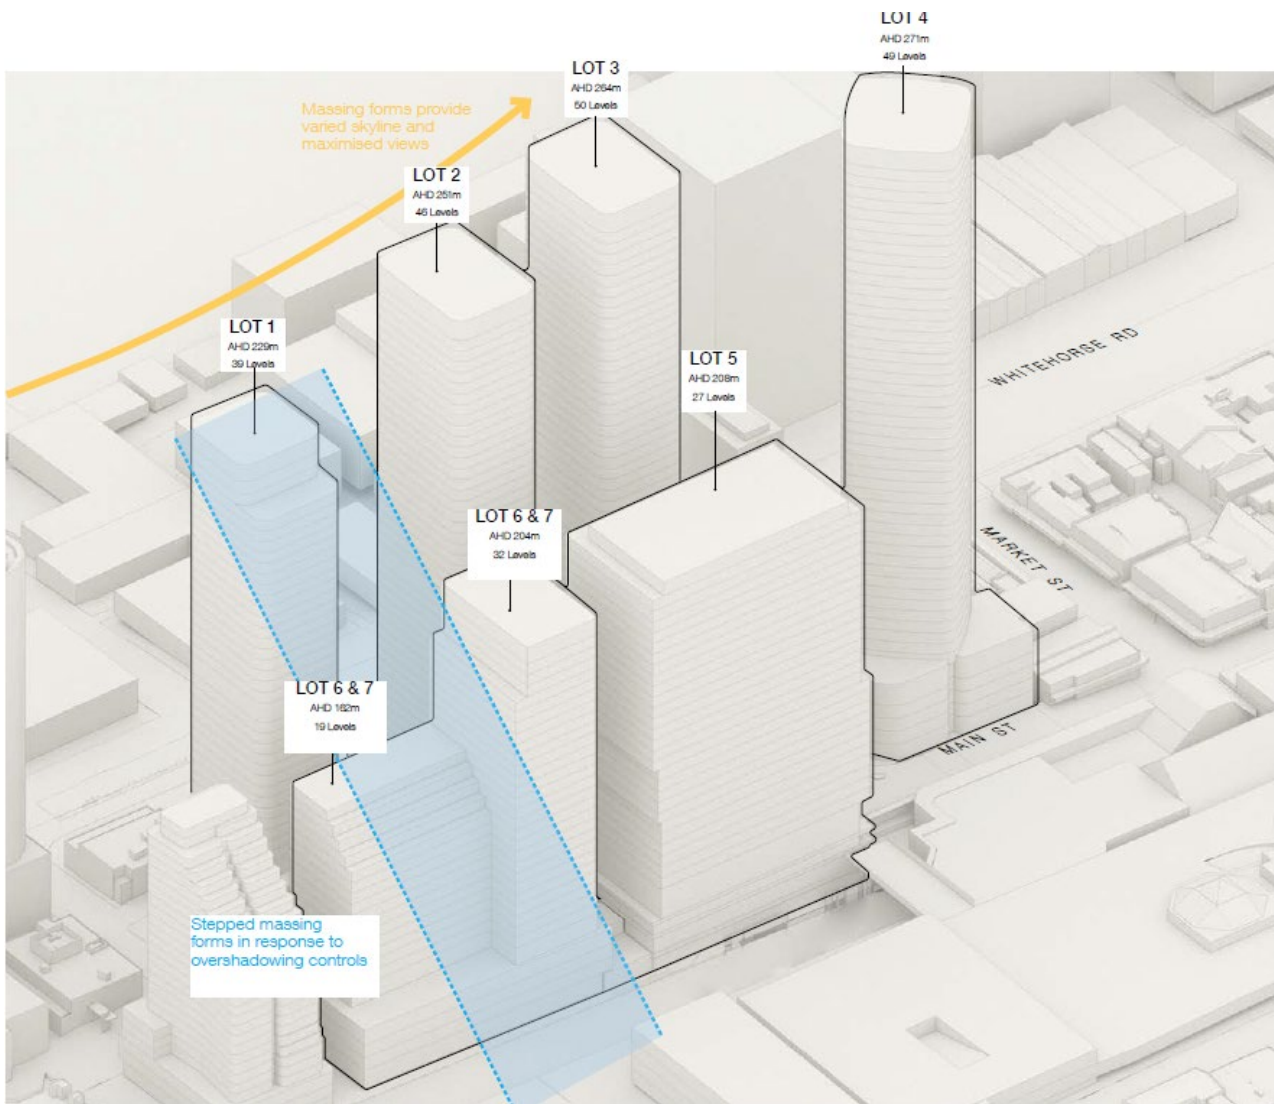 LOT 4
AHD 271m
49 Levels
LOT 3
AHD 264m
50 Levels
Massing forms provide
varied skyline and
maximised views
LOT 2
AHD 251m
46 Levels
LOT 1
AHD 229m
39 Levels
LOT 5
AHD 208m
27 Levels
WHITEHORSE RD
LOT 6 & 7
AHD 204m
32 Levels
MARKET ST
LOT 6 & 7
AHD 162m
19 Levels
MAIN ST
Stepped massing
forms in response to
overshadowing controls